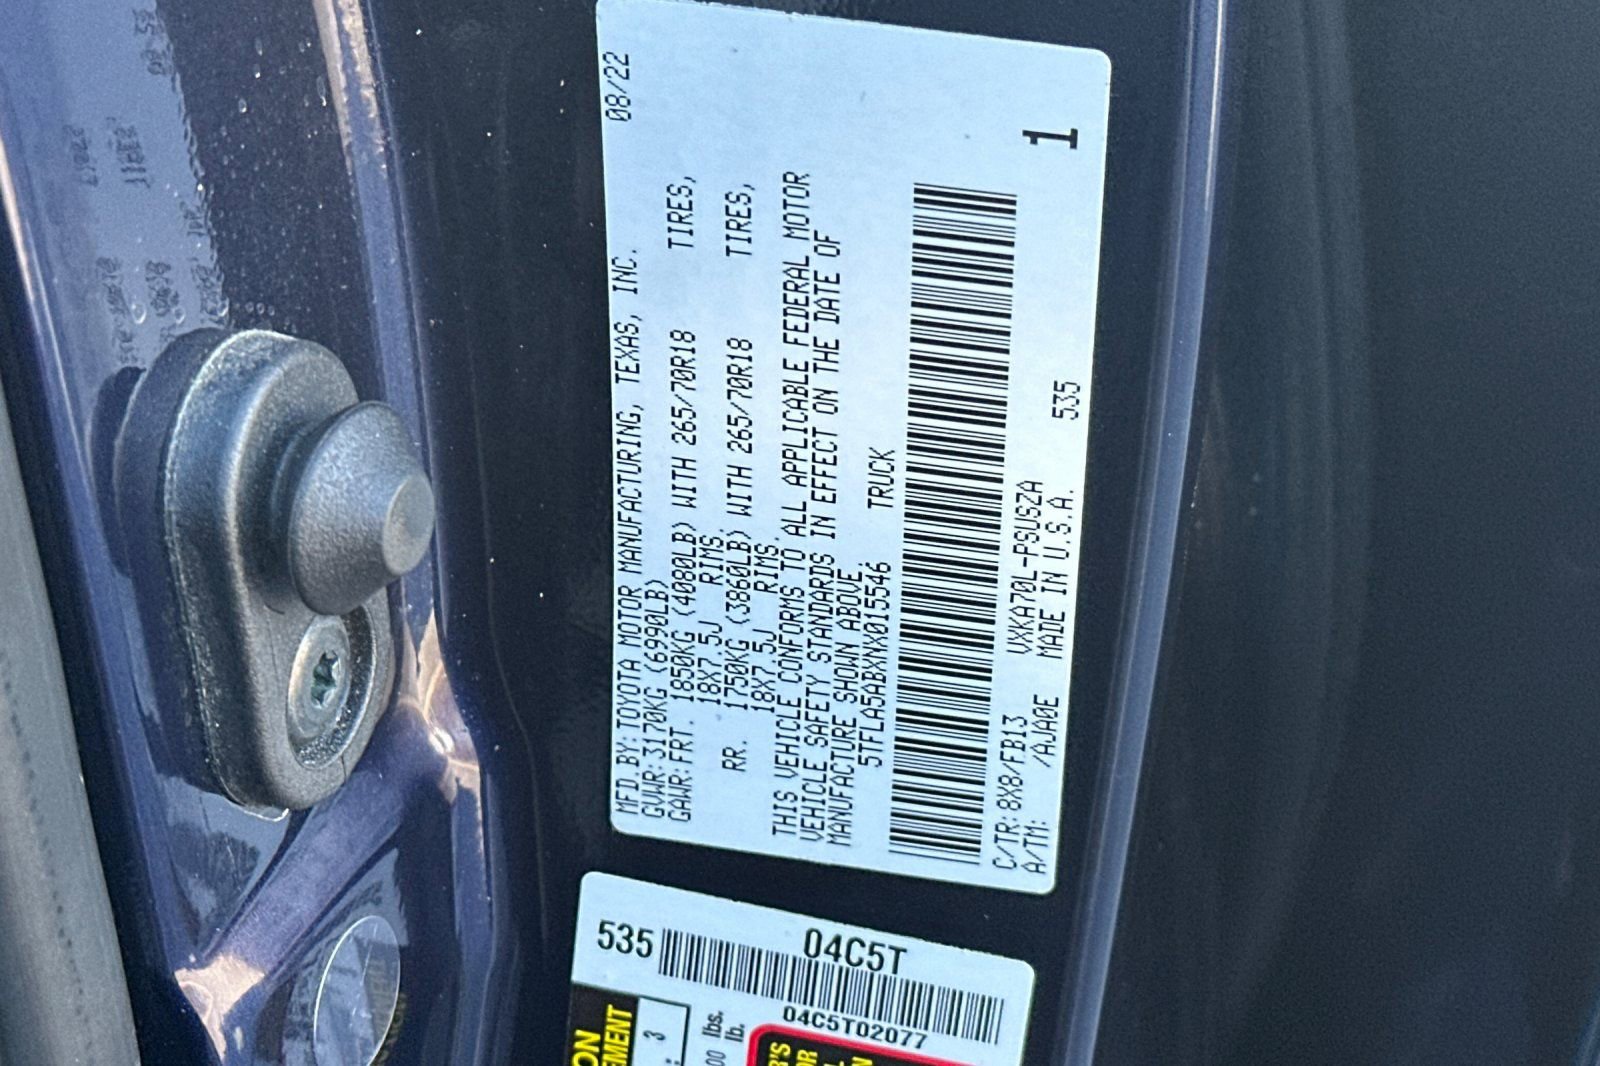 MFD.BY:TOYOTA MOTOR MANUFACTURING, TEXAS, INC. 08/22
GVWR:3170KG (6990LB)
GAWR:FRT. 1850KG (4080LB) WITH 265/70R18 TIRES,
18X7.5J RIMS.
RR. 1750KG (3860LB) WITH 265/70R18 TIRES,
18X7.5J RIMS.
THIS VEHICLE CONFORMS TO ALL APPLICABLE FEDERAL MOTOR
VEHICLE SAFETY STANDARDS IN EFFECT ON THE DATE OF
MANUFACTURE SHOWN ABOVE.
5TFLA5ABXNX015546 TRUCK
C/TR:8X8/FB13 VXKA70L-PSUSZA
A/TM: /AJA0E MADE IN U.S.A. 535 1
535 04C5T
04C5T02077
3
lbs.
lb.